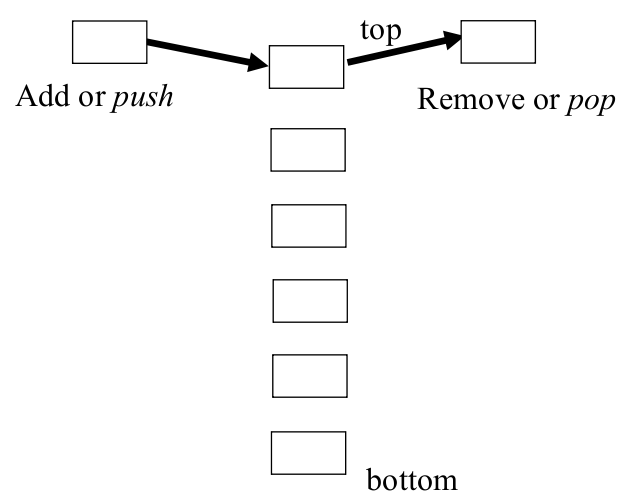 top
Add or push
Remove or pop
bottom